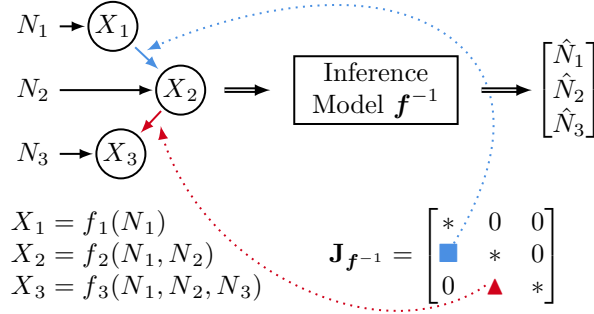 N₁ X₁
N₂ X₂
N₃ X₃
Inference
Model f⁻¹
N̂₁
N̂₂
N̂₃
X₁ = f₁(N₁)
X₂ = f₂(N₁, N₂)
X₃ = f₃(N₁, N₂, N₃)
J_f⁻¹ =
* 0 0
■ * 0
0 ▲ *